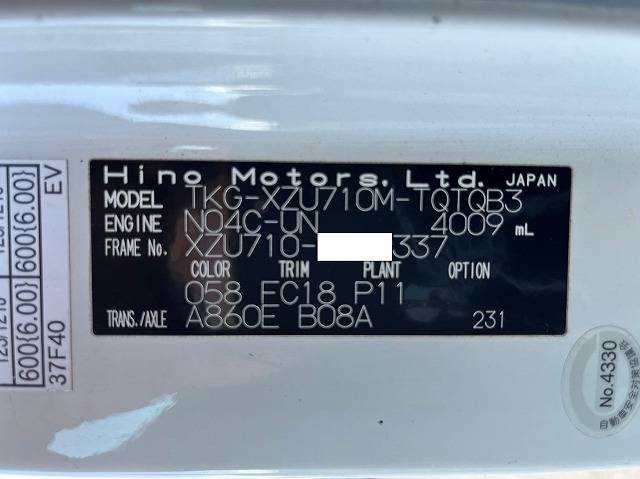 Hino Motors, Ltd. JAPAN
MODEL TKG-XZU710M-TQTQB3
ENGINE N04C-UN 4009 mL
FRAME No. XZU710- 337
COLOR TRIM PLANT OPTION
058 EC18 P11
TRANS./AXLE A860E B08A 231
600{6.00} 600{6.00}
37F40 EV
No.4330